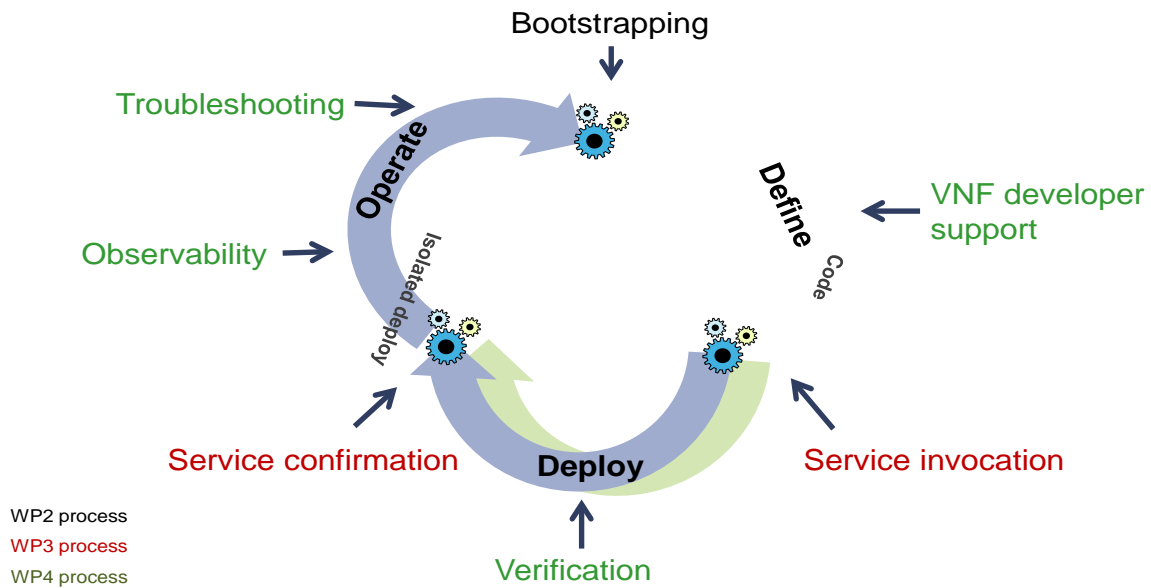 Bootstrapping
Troubleshooting
Operate
Define
VNF developer
support
Observability
Isolated deploy
Code
Service confirmation
Deploy
Service invocation
WP2 process
WP3 process
WP4 process
Verification